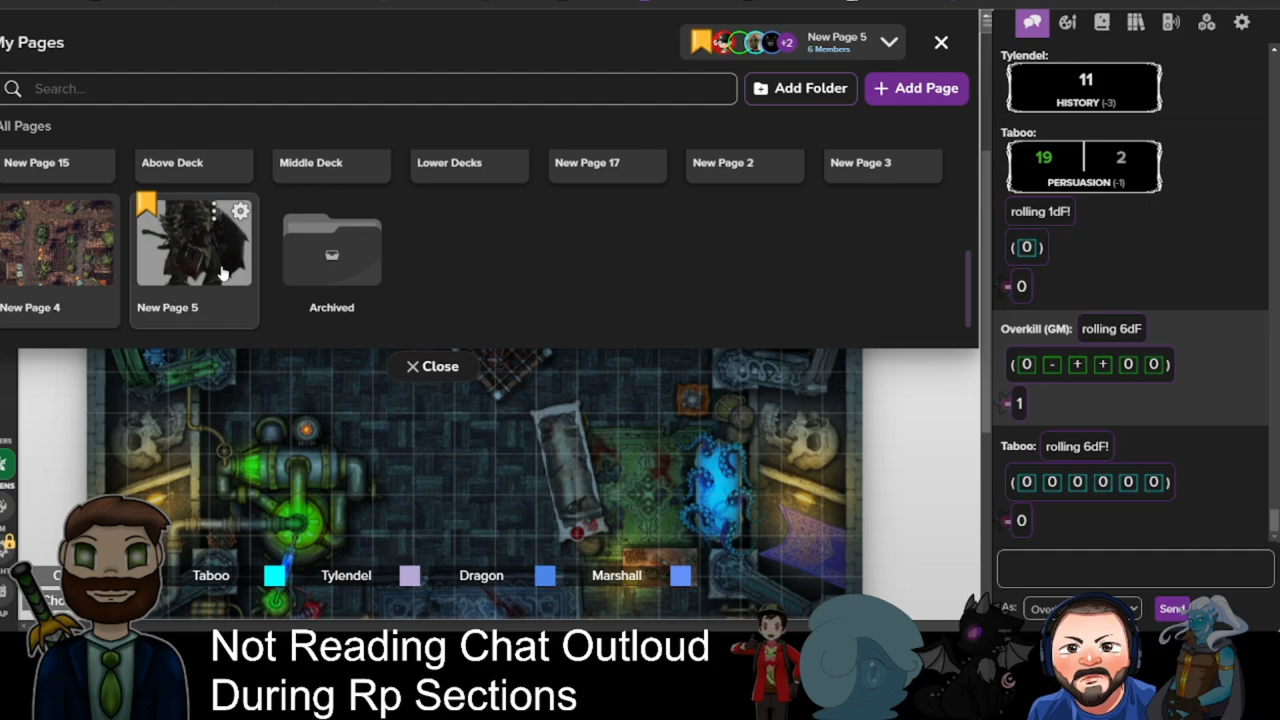 My Pages
+2
New Page 5
6 Members
Search...
Add Folder
+ Add Page
All Pages
New Page 15
Above Deck
Middle Deck
Lower Decks
New Page 17
New Page 2
New Page 3
New Page 4
New Page 5
Archived
Close
Taboo
Tylendel
Dragon
Marshall
Not Reading Chat Outloud
During Rp Sections
Tylendel:
11
HISTORY (-3)
Taboo:
19 2
PERSUASION (-1)
rolling 1dF!
(0)
=0
Overkill (GM): rolling 6dF
(0 - + + 0 0)
=1
Taboo: rolling 6dF!
(0 0 0 0 0 0)
=0
As:
Send